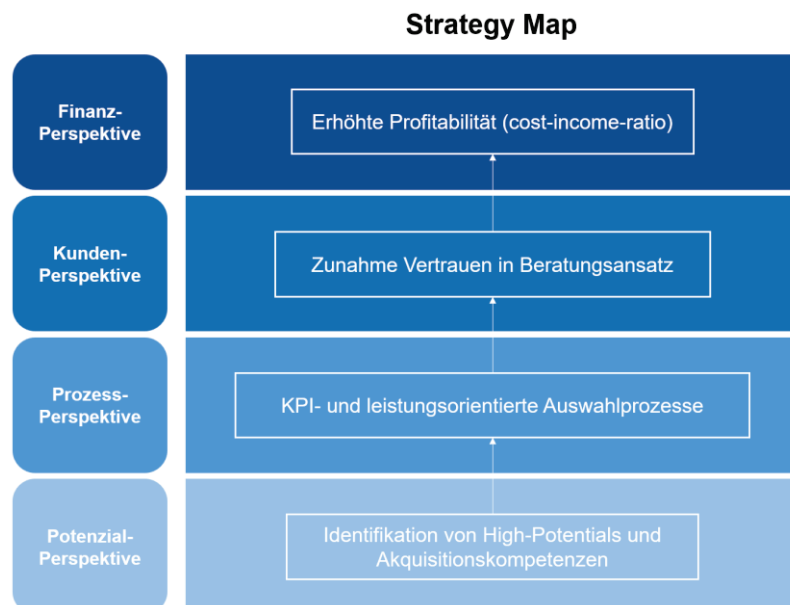 Strategy Map
Finanz-
Perspektive
Erhöhte Profitabilität (cost-income-ratio)
Kunden-
Perspektive
Zunahme Vertrauen in Beratungsansatz
Prozess-
Perspektive
KPI- und leistungsorientierte Auswahlprozesse
Potenzial-
Perspektive
Identifikation von High-Potentials und
Akquisitionskompetenzen